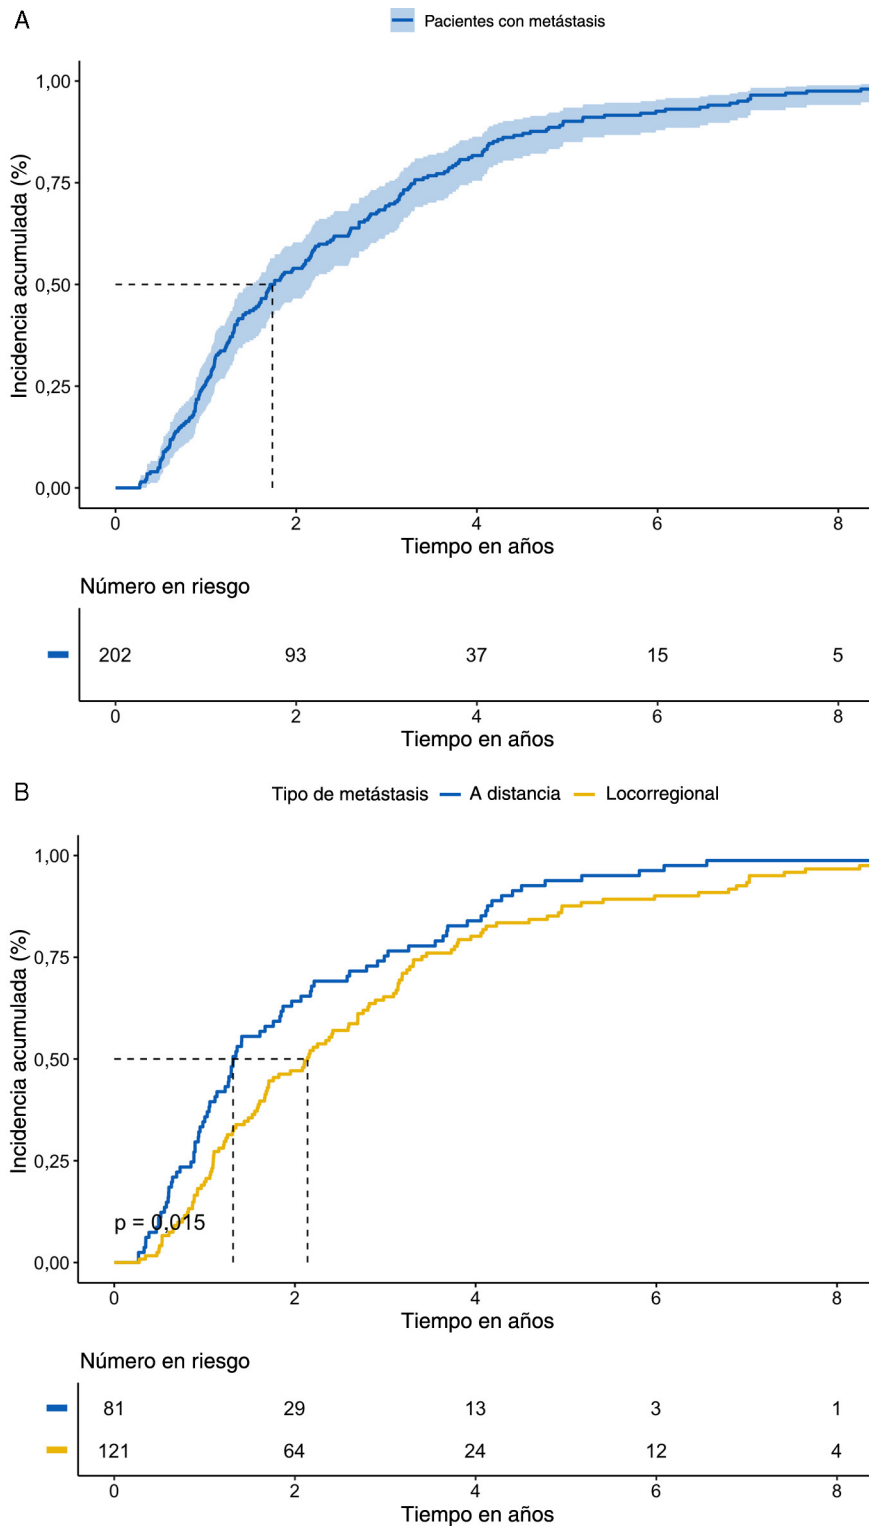 A
Pacientes con metástasis
Incidencia acumulada (%)
1,00
0,75
0,50
0,25
0,00
0 2 4 6 8
Tiempo en años
Número en riesgo
202 93 37 15 5
0 2 4 6 8
Tiempo en años
B
Tipo de metástasis A distancia Locorregional
Incidencia acumulada (%)
1,00
0,75
0,50
0,25
p = 0,015
0,00
0 2 4 6 8
Tiempo en años
Número en riesgo
81 29 13 3 1
121 64 24 12 4
0 2 4 6 8
Tiempo en años